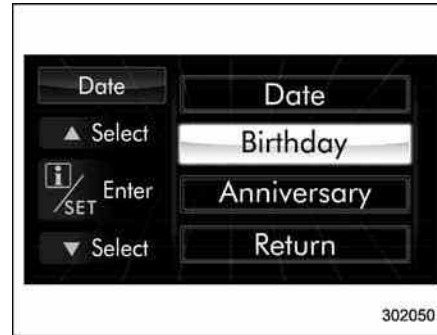 Date
▲ Select
i/SET Enter
▼ Select
Date
Birthday
Anniversary
Return
302050